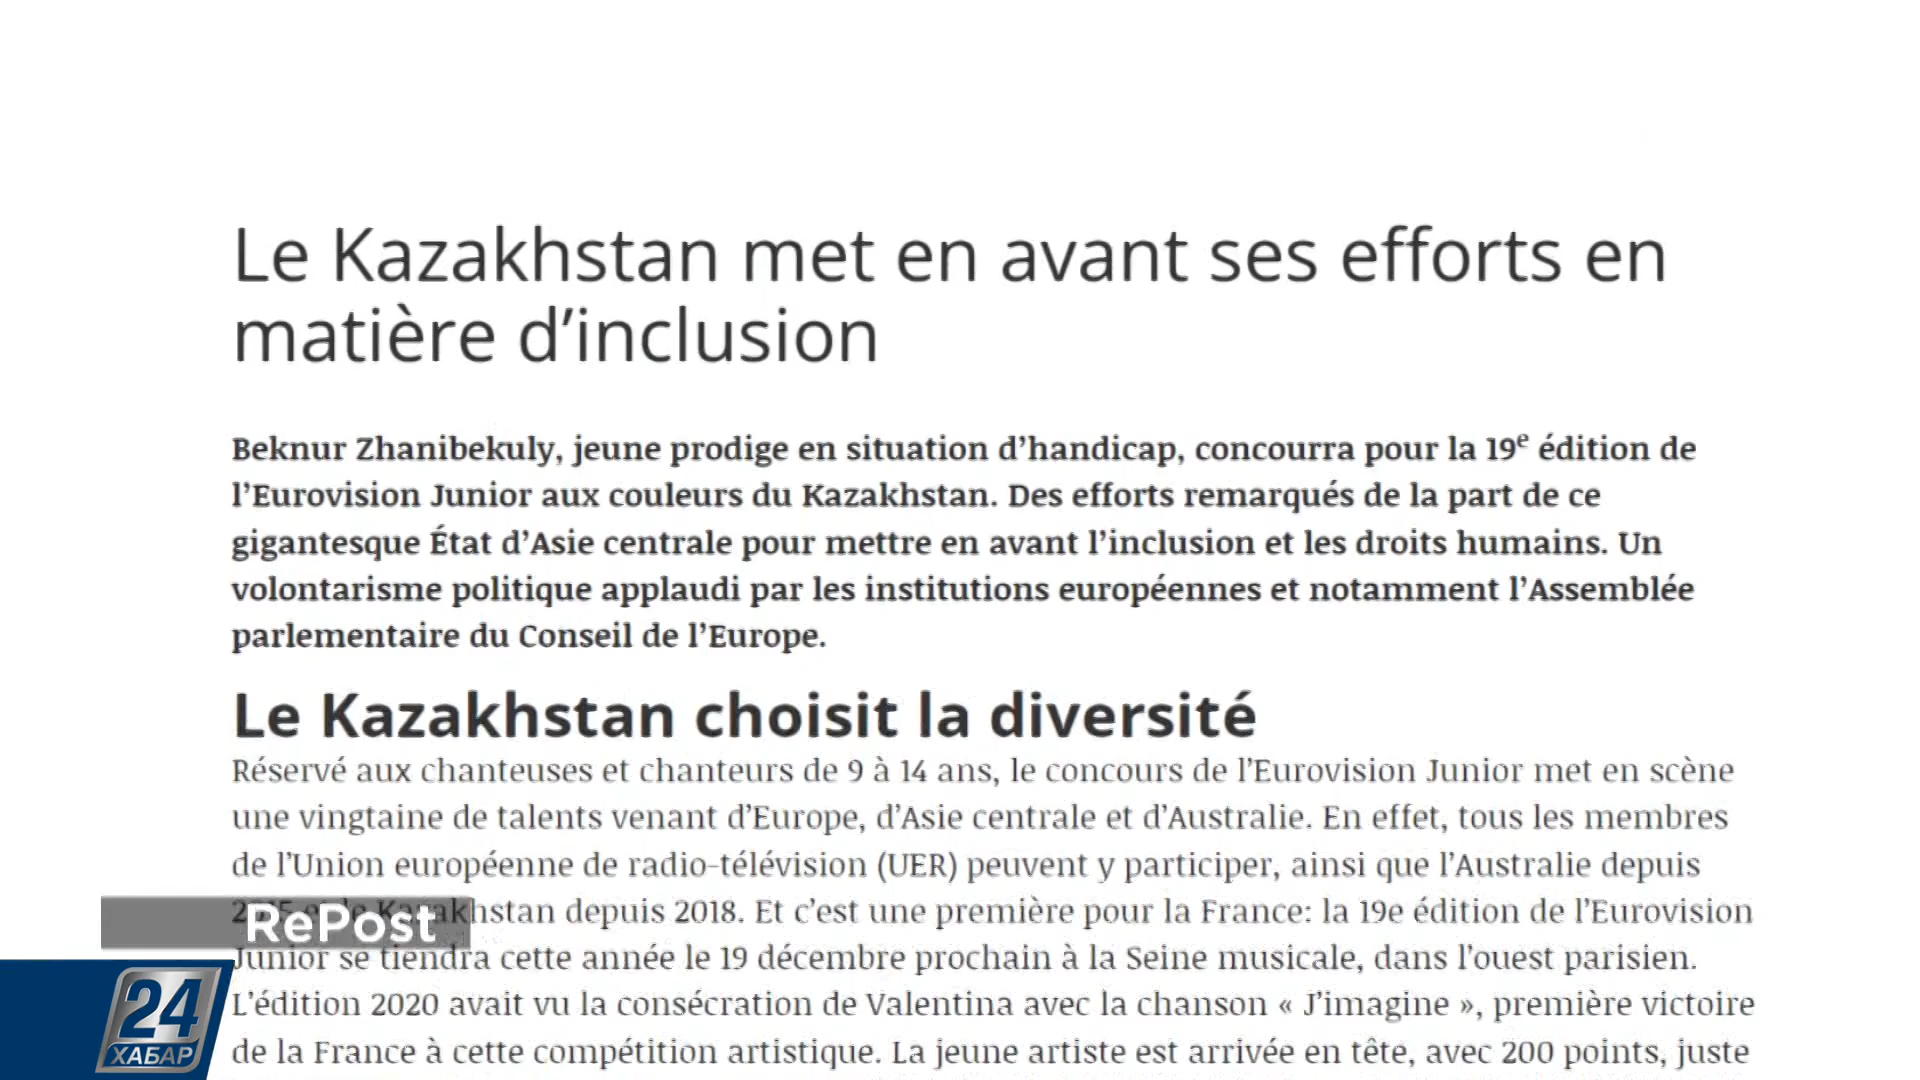 Le Kazakhstan met en avant ses efforts en
matière d’inclusion
Beknur Zhanibekuly, jeune prodige en situation d’handicap, concourra pour la 19e édition de
l’Eurovision Junior aux couleurs du Kazakhstan. Des efforts remarqués de la part de ce
gigantesque État d’Asie centrale pour mettre en avant l’inclusion et les droits humains. Un
volontarisme politique applaudi par les institutions européennes et notamment l’Assemblée
parlementaire du Conseil de l’Europe.
Le Kazakhstan choisit la diversité
Réservé aux chanteuses et chanteurs de 9 à 14 ans, le concours de l’Eurovision Junior met en scène
une vingtaine de talents venant d’Europe, d’Asie centrale et d’Australie. En effet, tous les membres
de l’Union européenne de radio-télévision (UER) peuvent y participer, ainsi que l’Australie depuis
Kazakhstan depuis 2018. Et c’est une première pour la France: la 19e édition de l’Eurovision
RePost
Junior se tiendra cette année le 19 décembre prochain à la Seine musicale, dans l’ouest parisien.
L’édition 2020 avait vu la consécration de Valentina avec la chanson « J’imagine », première victoire
de la France à cette compétition artistique. La jeune artiste est arrivée en tête, avec 200 points, juste
24
ХАБАР